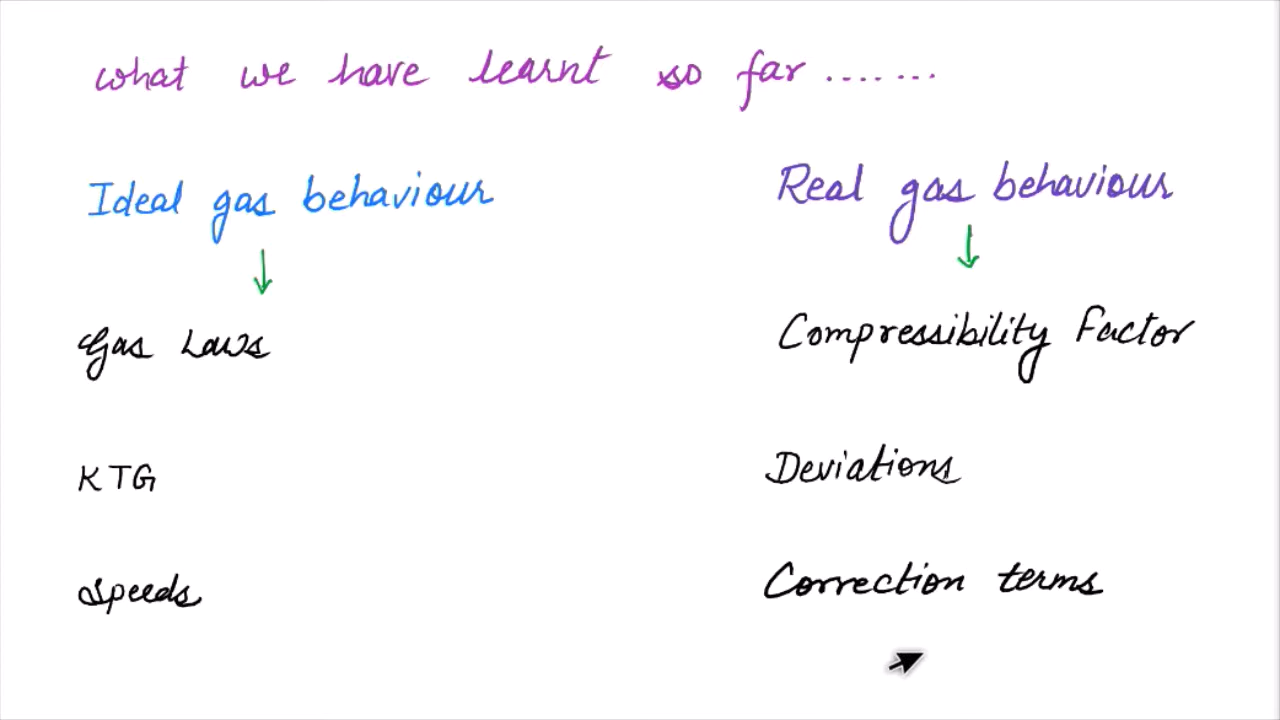 what we have learnt so far .......
Ideal gas behaviour
Real gas behaviour
Gas Laws
Compressibility Factor
KTG
Deviations
Speeds
Correction terms